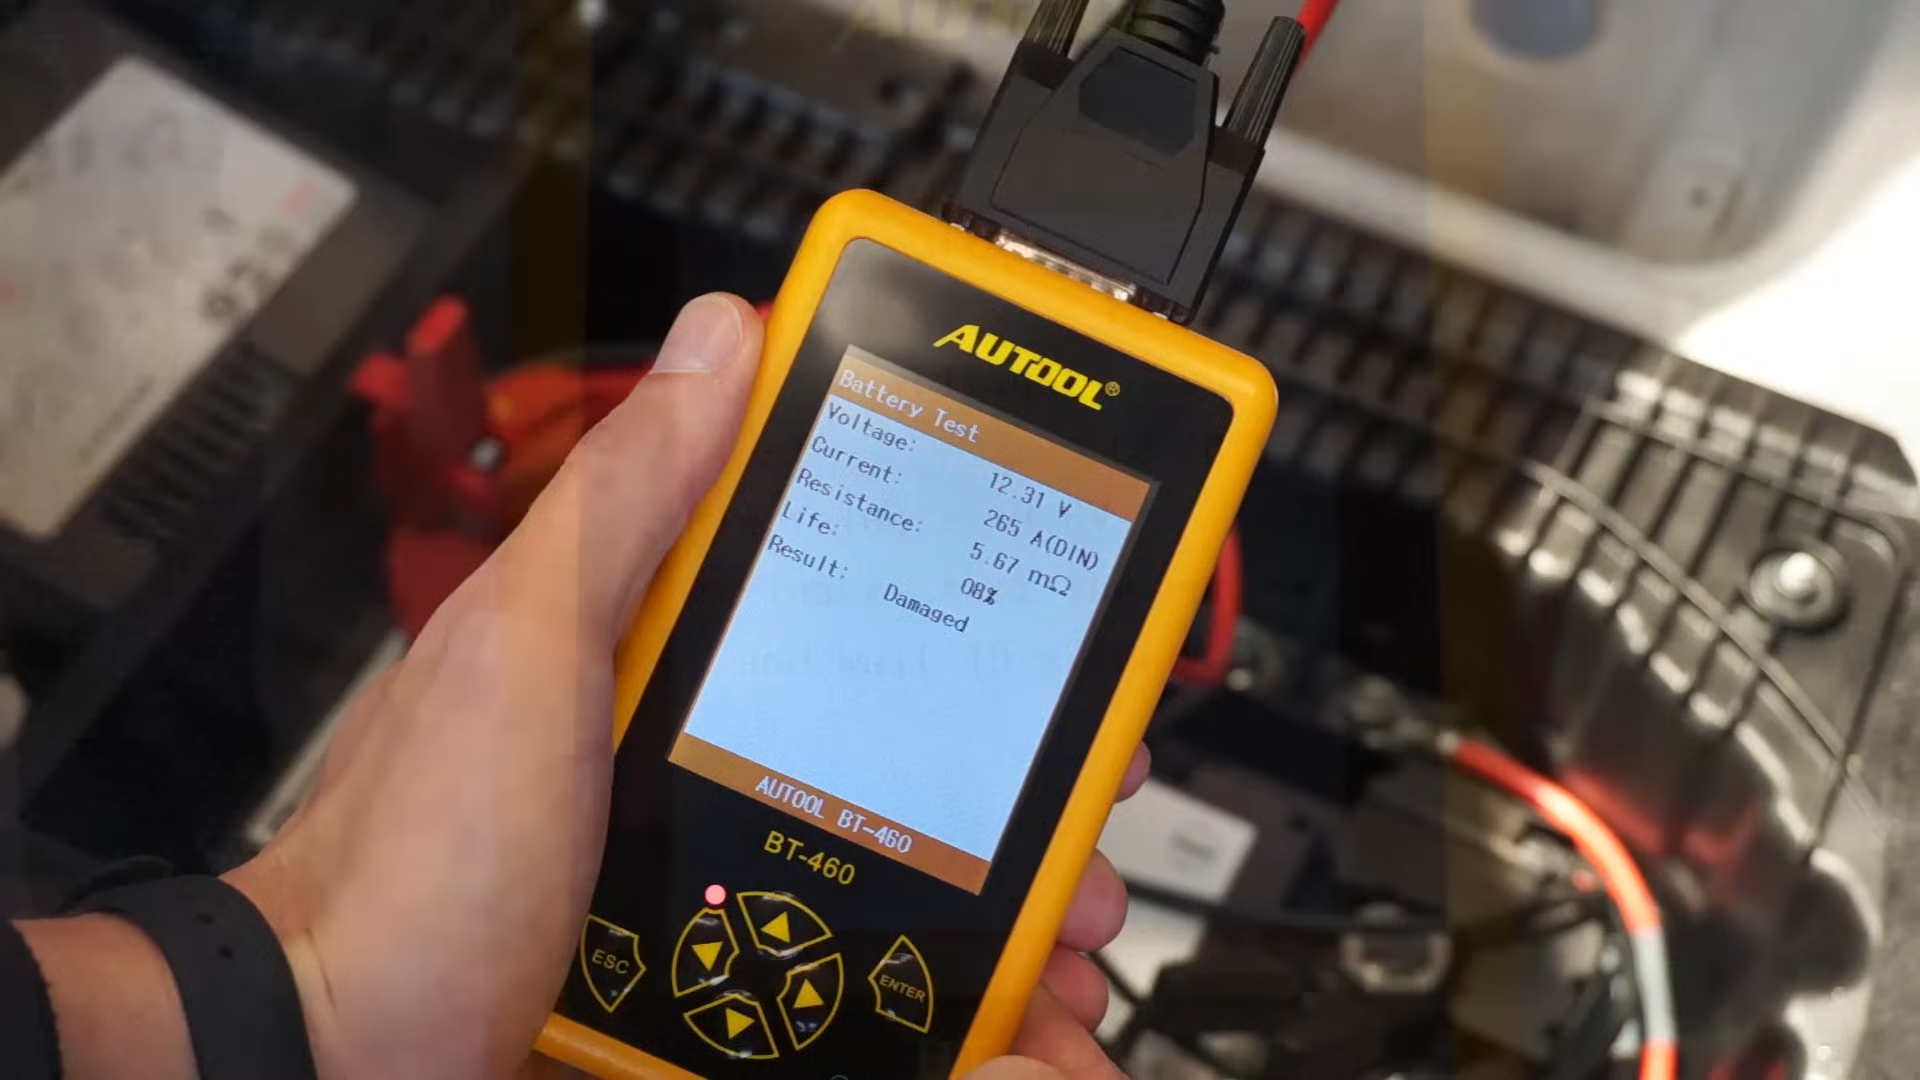 AUTOOL®
Battery Test
Voltage: 12.31 V
Current: 265 A(DIN)
Resistance: 5.67 mΩ
Life: 08%
Result: Damaged
AUTOOL BT-460
BT-460
ESC
ENTER